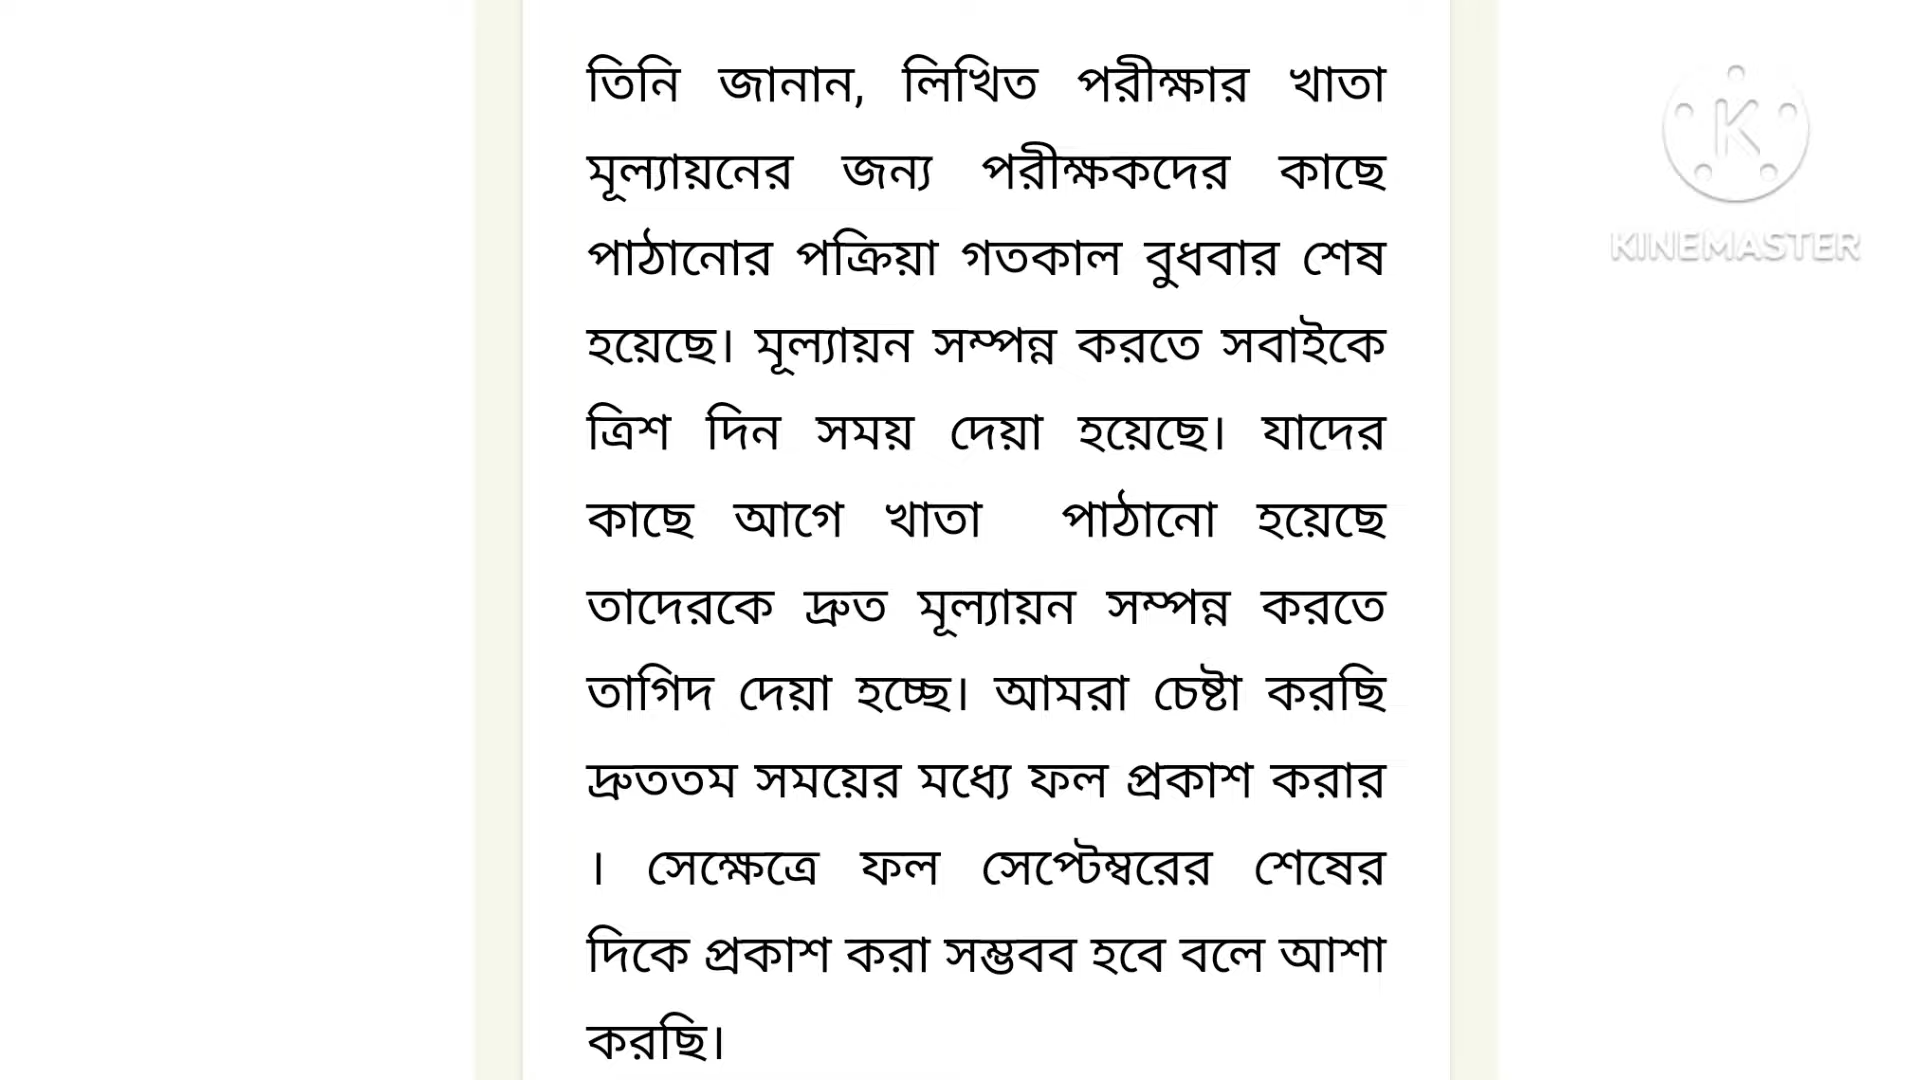 তিনি জানান, লিখিত পরীক্ষার খাতা
মূল্যায়নের জন্য পরীক্ষকদের কাছে
পাঠানোর পক্রিয়া গতকাল বুধবার শেষ
হয়েছে। মূল্যায়ন সম্পন্ন করতে সবাইকে
ত্রিশ দিন সময় দেয়া হয়েছে। যাদের
কাছে আগে খাতা পাঠানো হয়েছে
তাদেরকে দ্রুত মূল্যায়ন সম্পন্ন করতে
তাগিদ দেয়া হচ্ছে। আমরা চেষ্টা করছি
দ্রুততম সময়ের মধ্যে ফল প্রকাশ করার
। সেক্ষেত্রে ফল সেপ্টেম্বরের শেষের
দিকে প্রকাশ করা সম্ভবব হবে বলে আশা
করছি।
K
KINEMASTER